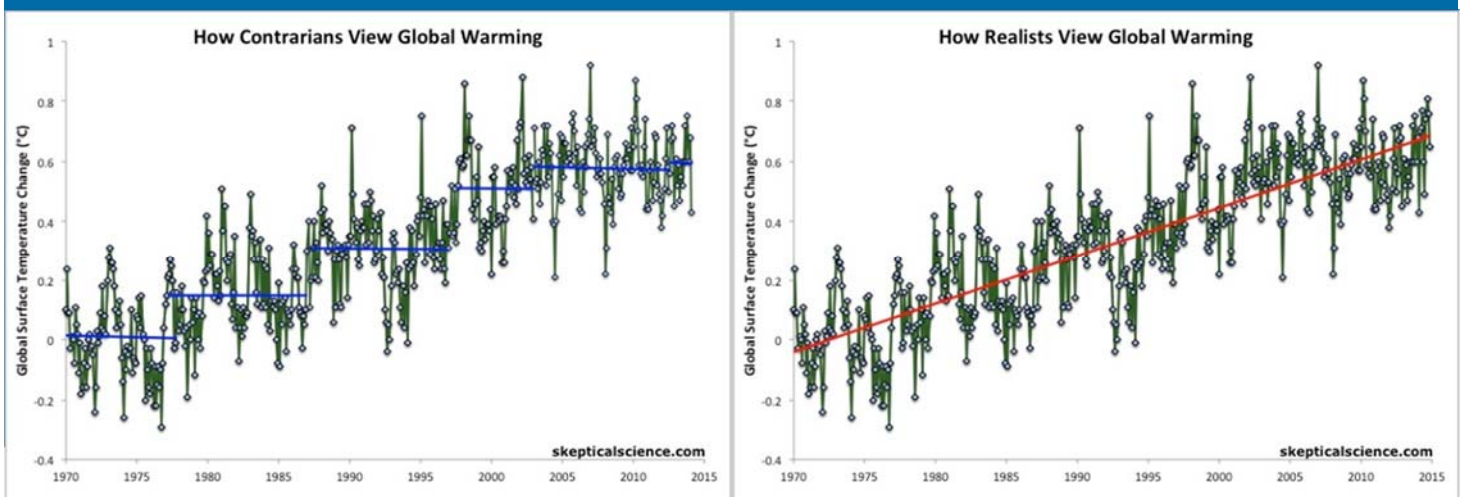 How Contrarians View Global Warming
Global Surface Temperature Change (°C)
1
0.8
0.6
0.4
0.2
0
-0.2
-0.4
skepticalscience.com
1970 1975 1980 1985 1990 1995 2000 2005 2010 2015
How Realists View Global Warming
Global Surface Temperature Change (°C)
1
0.8
0.6
0.4
0.2
0
-0.2
-0.4
skepticalscience.com
1970 1975 1980 1985 1990 1995 2000 2005 2010 2015